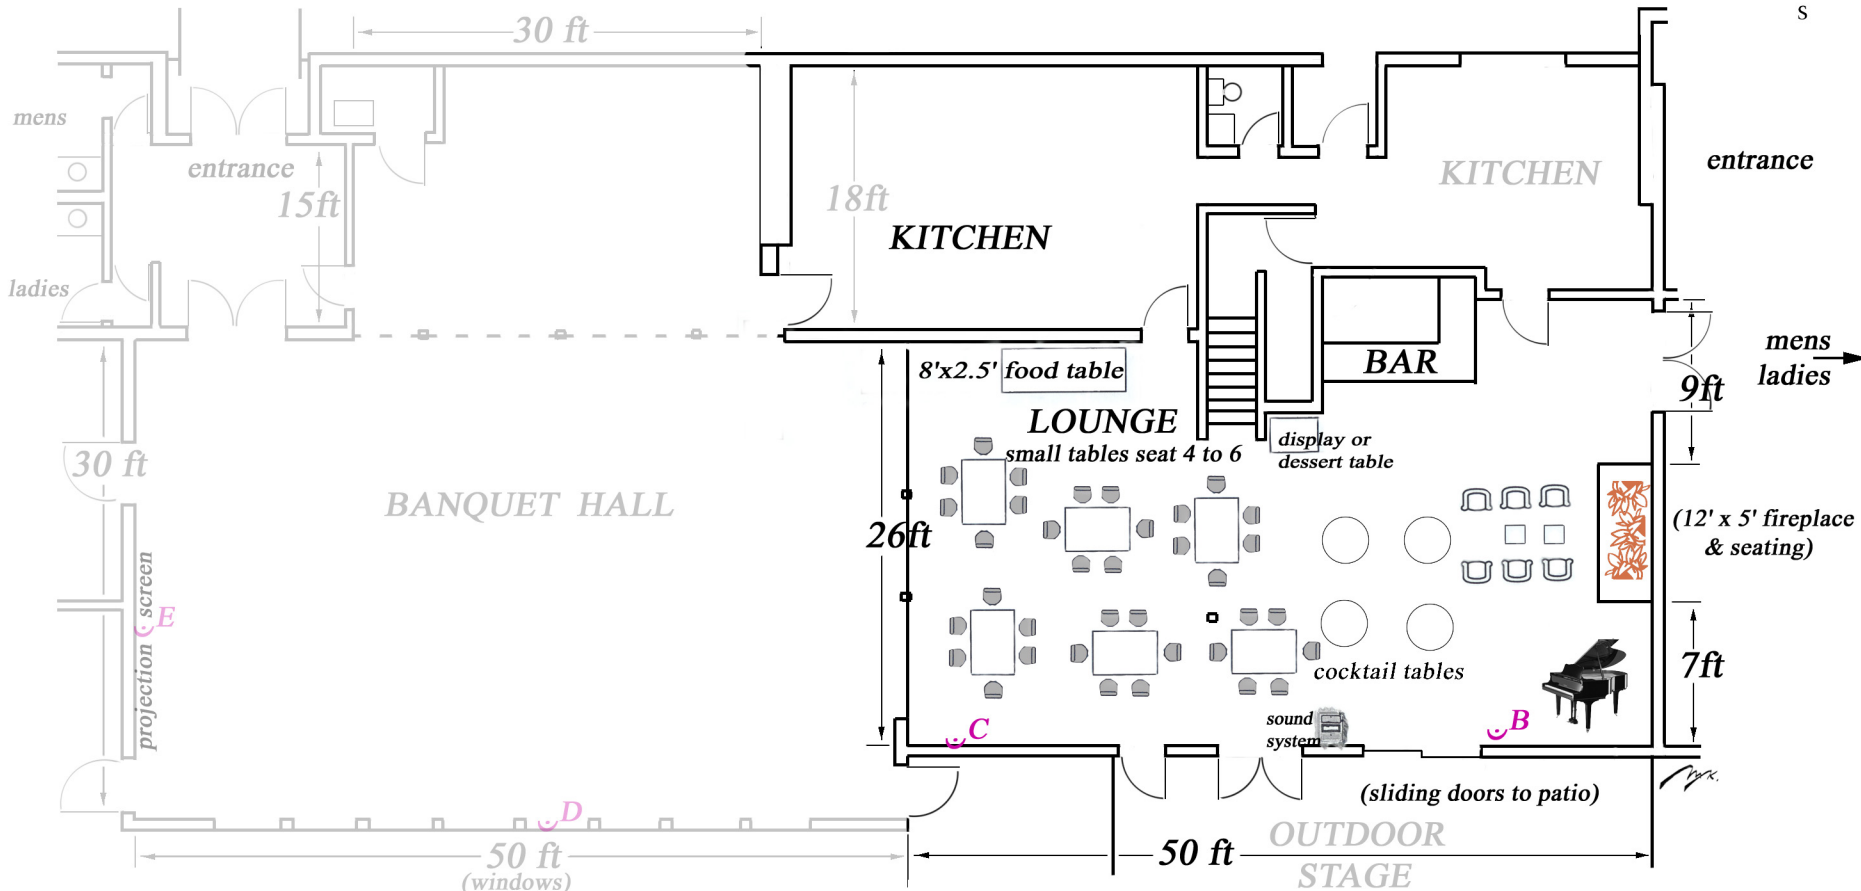 S
30 ft
mens
entrance
15ft
ladies
18ft
KITCHEN
KITCHEN
entrance
mens
ladies
9ft
BAR
8'x2.5' food table
LOUNGE
small tables seat 4 to 6
display or
dessert table
30 ft
BANQUET HALL
26ft
(12' x 5' fireplace
& seating)
projection screen
E
7ft
cocktail tables
sound
system
C
B
D
(sliding doors to patio)
50 ft
(windows)
50 ft
OUTDOOR
STAGE